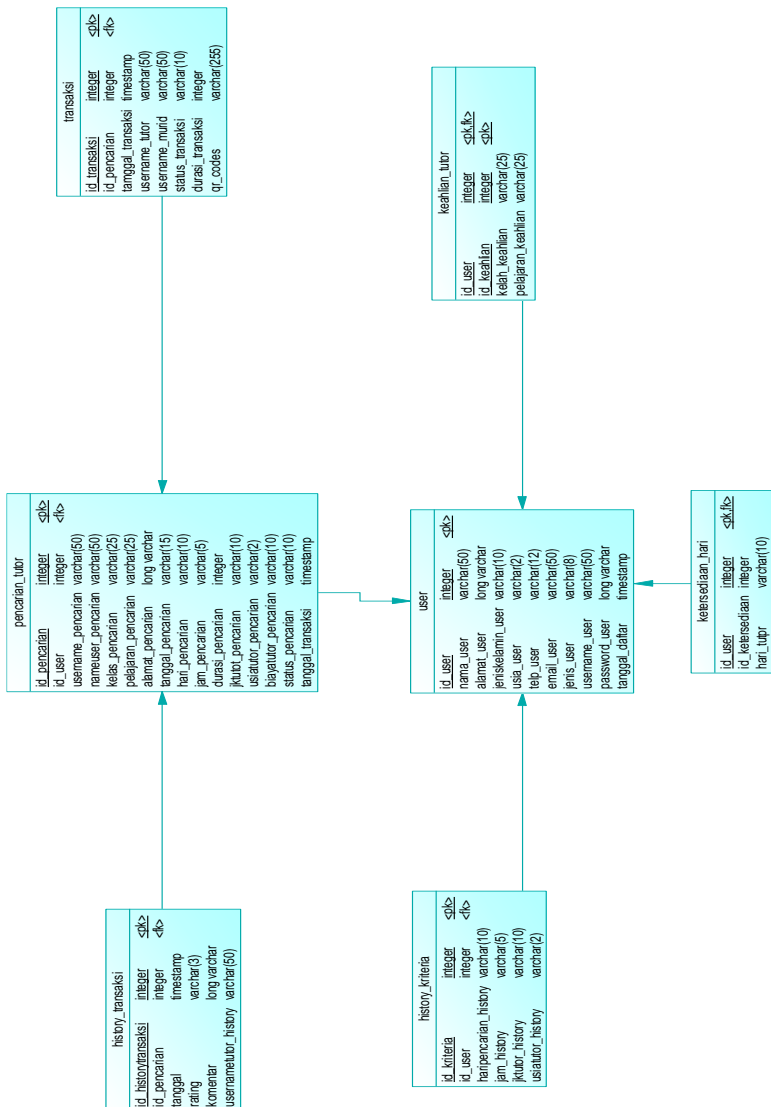 transaksi
id_transaksi integer <pk>
id_pencarian integer <fk>
tamggal_transaksi timestamp
username_tutor varchar(50)
username_murid varchar(50)
status_transaksi varchar(10)
durasi_transaksi integer
qr_codes varchar(255)
keahlian_tutor
id_user integer <pk,fk>
id_keahlian integer <pk>
kelah_keahlian varchar(25)
pelajaran_keahlian varchar(25)
pencarian_tutor
id_pencarian integer <pk>
id_user integer <fk>
username_pencarian varchar(50)
nameuser_pencarian varchar(50)
kelas_pencarian varchar(25)
pelajaran_pencarian varchar(25)
alamat_pencarian long varchar
tanggal_pencarian varchar(15)
hari_pencarian varchar(10)
jam_pencarian varchar(5)
durasi_pencarian integer
jktutot_pencarian varchar(10)
usiatutor_pencarian varchar(2)
biayatutor_pencarian varchar(10)
status_pencarian varchar(10)
tanggal_transaksi timestamp
user
id_user integer <pk>
nama_user varchar(50)
alamat_user long varchar
jeniskelamin_user varchar(10)
usia_user varchar(2)
telp_user varchar(12)
email_user varchar(50)
jenis_user varchar(8)
username_user varchar(50)
password_user long varchar
tanggal_daftar timestamp
ketersediaan_hari
id_user integer <pk,fk>
id_ketersediaan integer
hari_tutpr varchar(10)
history_transaksi
id_historytransaksi integer <pk>
id_pencarian integer <fk>
tanggal timestamp
rating varchar(3)
komentar long varchar
usernametutor_history varchar(50)
history_kriteria
id_kriteria integer <pk>
id_user integer <fk>
haripencarian_history varchar(10)
jam_history varchar(5)
jktutor_history varchar(10)
usiatutor_history varchar(2)